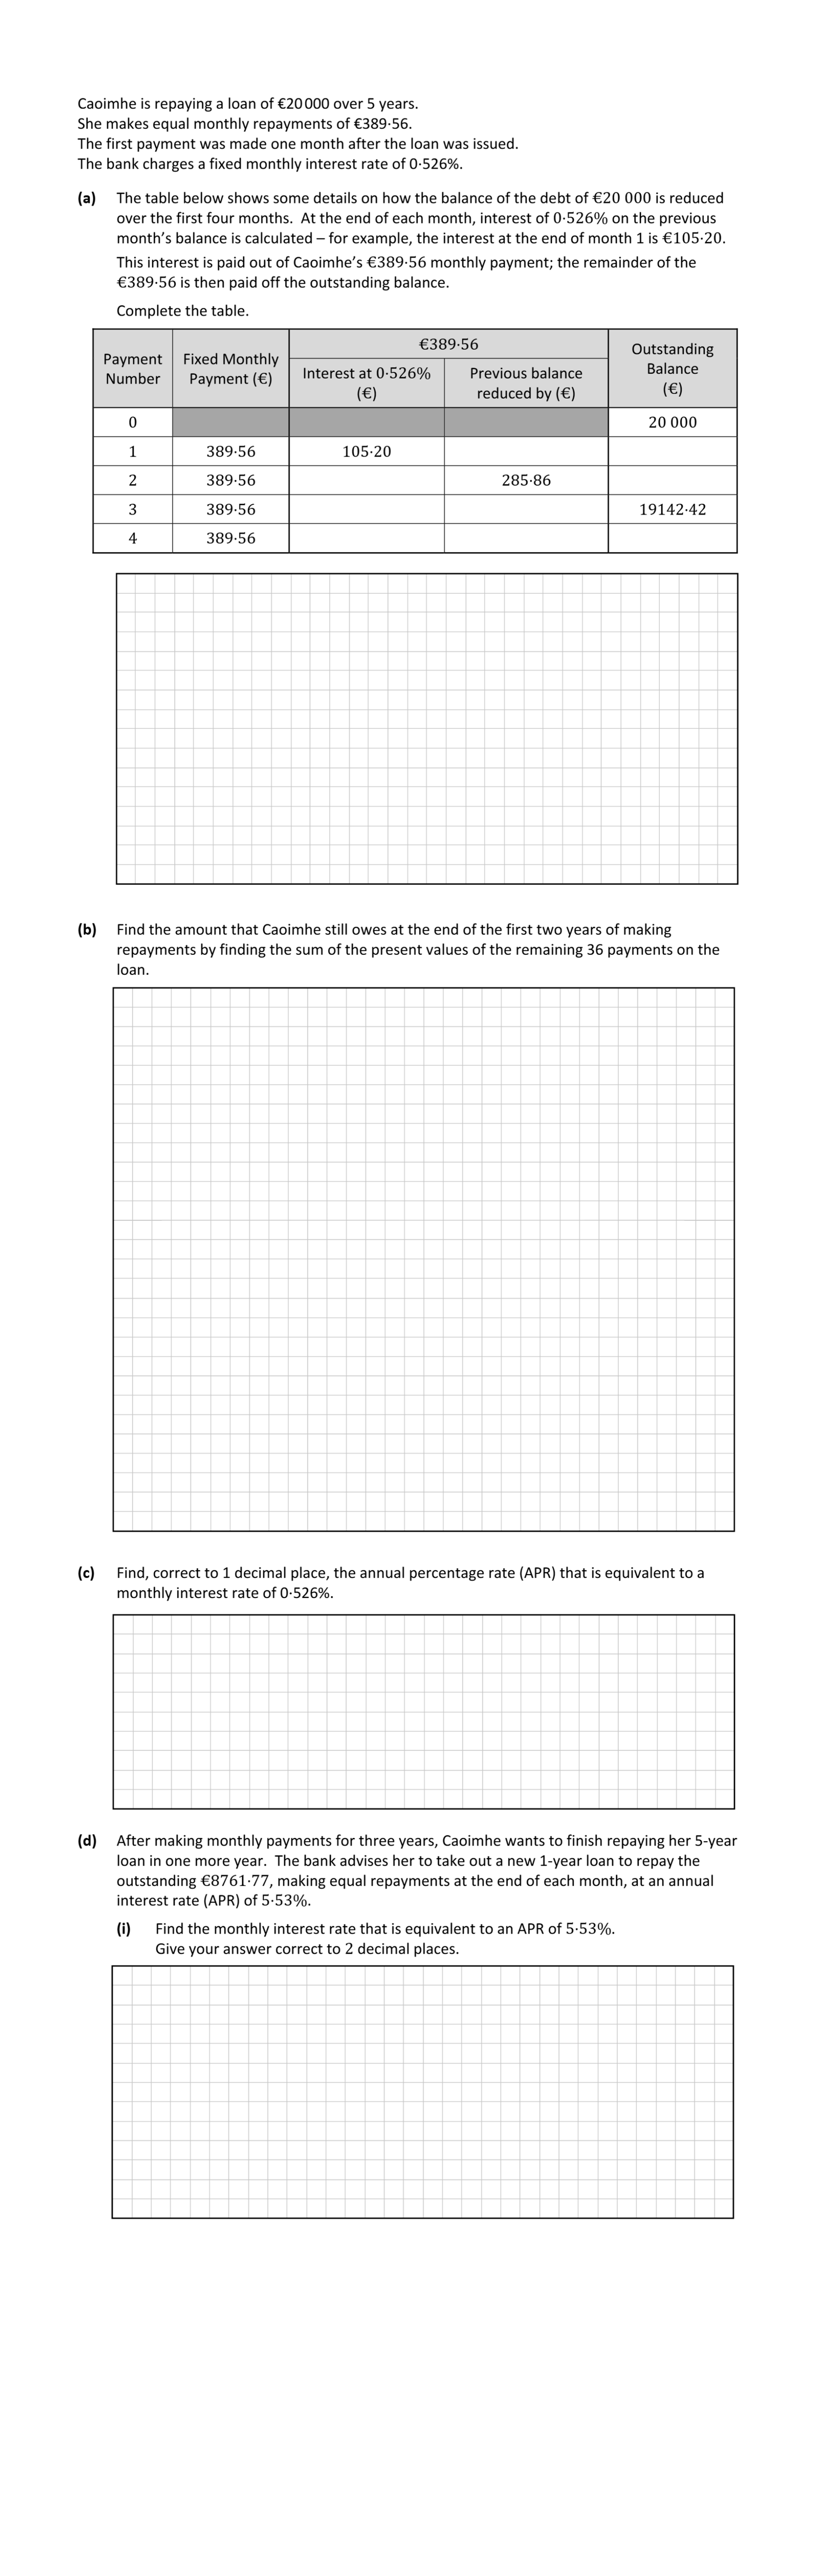 Caoimhe is repaying a loan of €20 000 over 5 years.
She makes equal monthly repayments of €389·56.
The first payment was made one month after the loan was issued.
The bank charges a fixed monthly interest rate of 0·526%.
(a) The table below shows some details on how the balance of the debt of €20 000 is reduced
over the first four months. At the end of each month, interest of 0·526% on the previous
month’s balance is calculated – for example, the interest at the end of month 1 is €105·20.
This interest is paid out of Caoimhe’s €389·56 monthly payment; the remainder of the
€389·56 is then paid off the outstanding balance.
Complete the table.
Payment Number
Fixed Monthly Payment (€)
€389·56
Interest at 0·526% (€)
Previous balance reduced by (€)
Outstanding Balance (€)
0 20 000
1 389·56 105·20
2 389·56 285·86
3 389·56 19142·42
4 389·56
(b) Find the amount that Caoimhe still owes at the end of the first two years of making
repayments by finding the sum of the present values of the remaining 36 payments on the
loan.
(c) Find, correct to 1 decimal place, the annual percentage rate (APR) that is equivalent to a
monthly interest rate of 0·526%.
(d) After making monthly payments for three years, Caoimhe wants to finish repaying her 5-year
loan in one more year. The bank advises her to take out a new 1-year loan to repay the
outstanding €8761·77, making equal repayments at the end of each month, at an annual
interest rate (APR) of 5·53%.
(i) Find the monthly interest rate that is equivalent to an APR of 5·53%.
Give your answer correct to 2 decimal places.